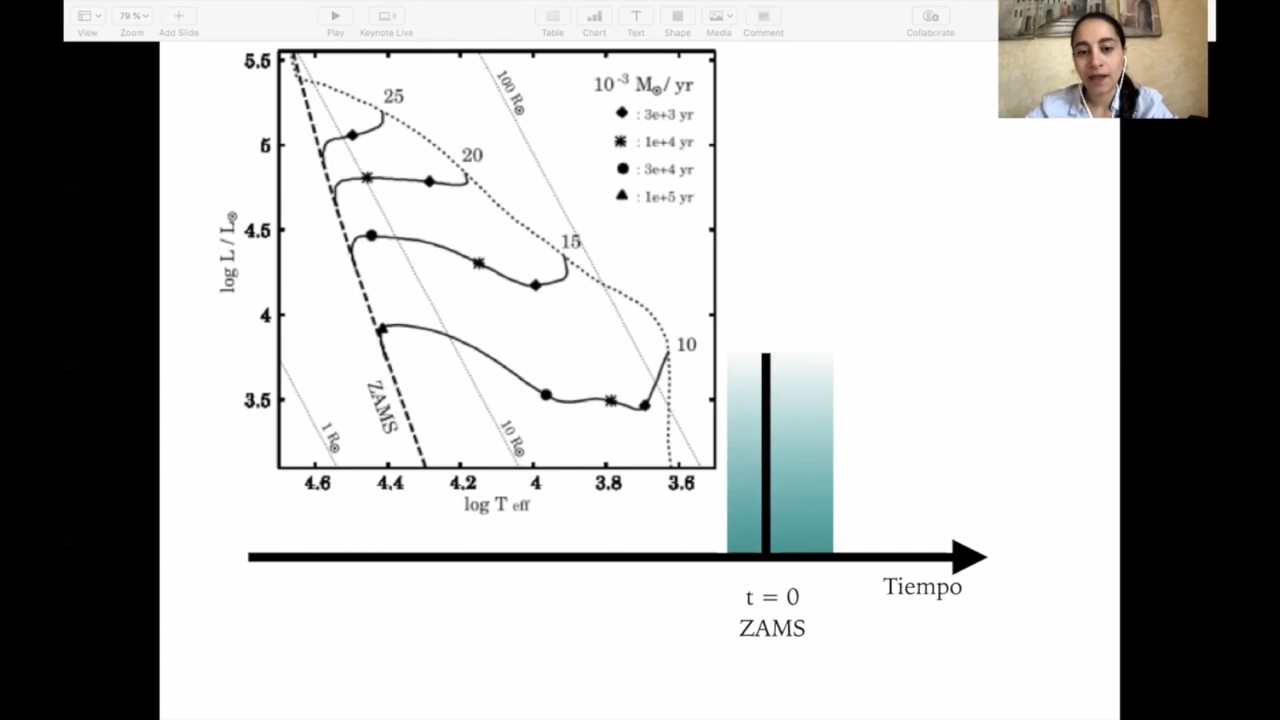 View
79 %
Zoom
Add Slide
Play
Keynote Live
Table
Chart
Text
Shape
Media
Comment
Collaborate
5.5
5
4.5
4
3.5
log L / L⊙
25
20
15
10
100 R⊙
10 R⊙
1 R⊙
ZAMS
10⁻³ M⊙/ yr
: 3e+3 yr
: 1e+4 yr
: 3e+4 yr
: 1e+5 yr
4.6
4.4
4.2
4
3.8
3.6
log T eff
t = 0
ZAMS
Tiempo